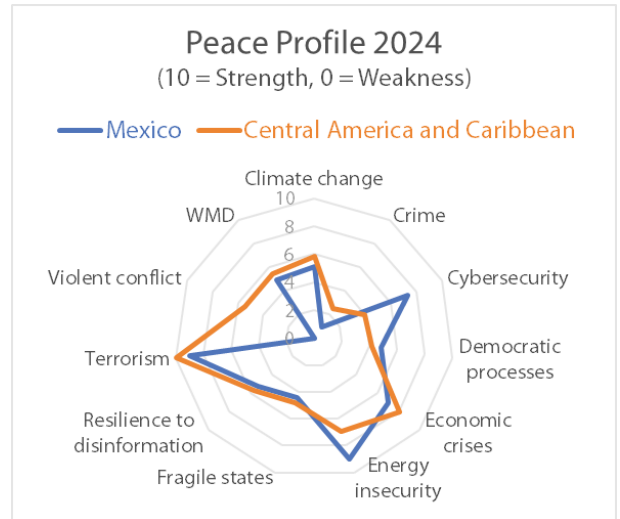 Peace Profile 2024
(10 = Strength, 0 = Weakness)
Mexico Central America and Caribbean
Climate change
10
8
6
4
2
0
Crime
Cybersecurity
Democratic
processes
Economic
crises
Energy
insecurity
Fragile states
Resilience to
disinformation
Terrorism
Violent conflict
WMD